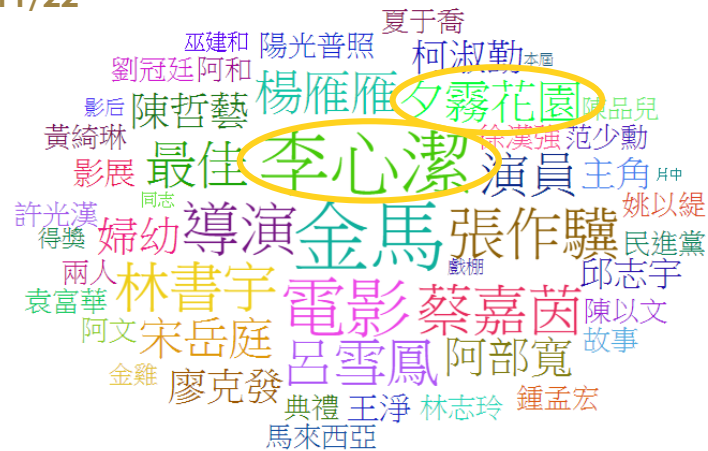 11/22
夏于喬
巫建和 陽光普照 柯淑勤 本屆
劉冠廷 阿和 楊雁雁 夕霧花園
影后 陳哲藝 陳品兒
黃綺琳 李心潔 徐漢強 范少勳
影展 最佳 演員 主角 片中
同志
許光漢 婦幼 導演 金馬 張作驥 姚以緹
得獎 民進黨
兩人 林書宇 戲棚 邱志宇
袁富華 電影 蔡嘉茵 陳以文
阿文 宋岳庭 呂雪鳳 阿部寬 故事
金雞 廖克發
典禮 王淨 林志玲 鍾孟宏
馬來西亞